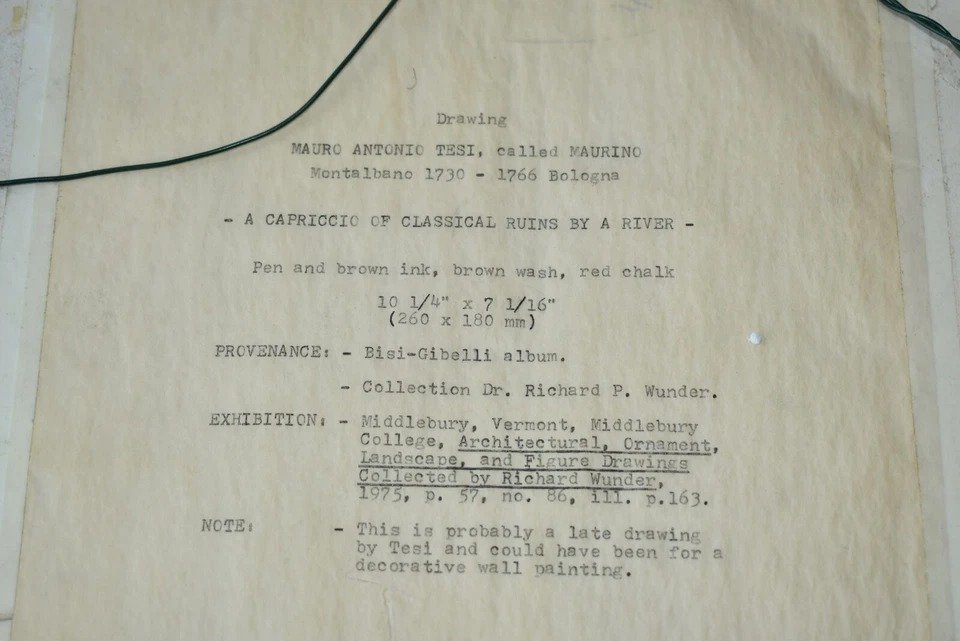 Drawing
MAURO ANTONIO TESI, called MAURINO
Montalbano 1730 - 1766 Bologna
- A CAPRICCIO OF CLASSICAL RUINS BY A RIVER -
Pen and brown ink, brown wash, red chalk
10 1/4" x 7 1/16"
(260 x 180 mm)
PROVENANCE: - Bisi-Gibelli album.
- Collection Dr. Richard P. Wunder.
EXHIBITION: - Middlebury, Vermont, Middlebury
College, Architectural, Ornament,
Landscape, and Figure Drawings
Collected by Richard Wunder,
1975, p. 57, no. 86, ill. p.163.
NOTE: - This is probably a late drawing
by Tesi and could have been for a
decorative wall painting.